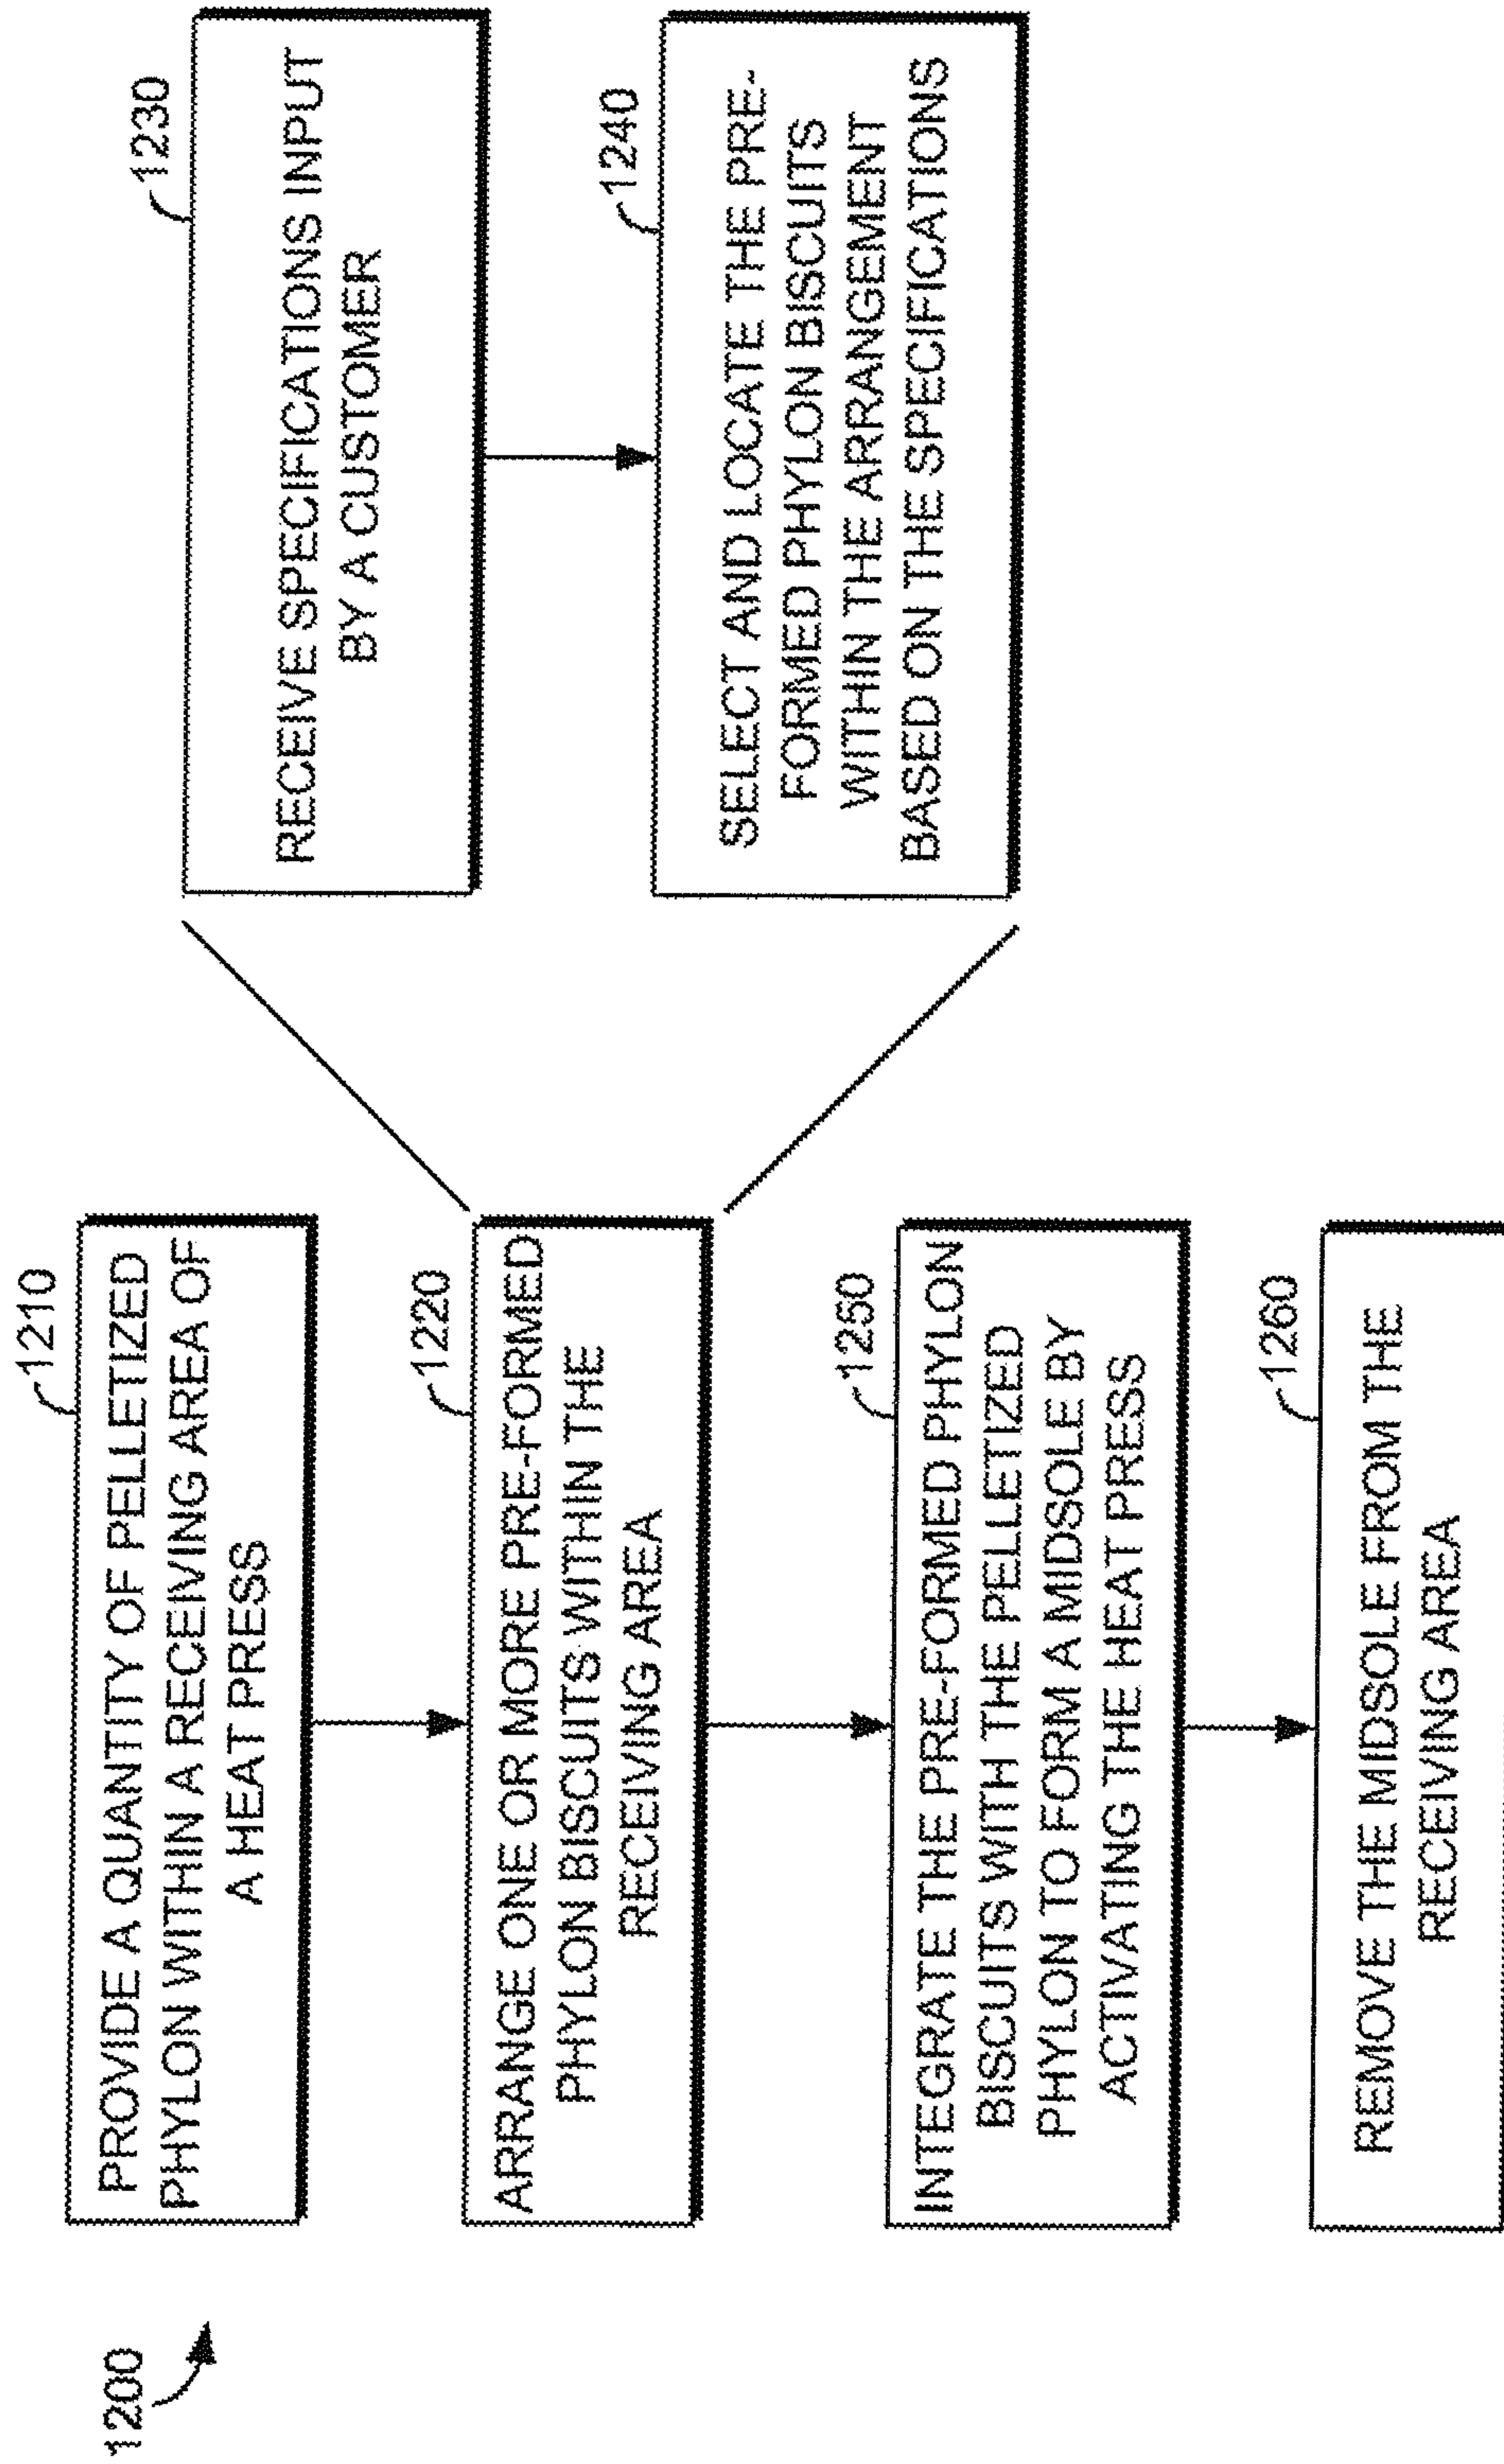 1200
1210
PROVIDE A QUANTITY OF PELLETIZED
PHYLON WITHIN A RECEIVING AREA OF
A HEAT PRESS
1220
ARRANGE ONE OR MORE PRE-FORMED
PHYLON BISCUITS WITHIN THE
RECEIVING AREA
1230
RECEIVE SPECIFICATIONS INPUT
BY A CUSTOMER
1240
SELECT AND LOCATE THE PRE-
FORMED PHYLON BISCUITS
WITHIN THE ARRANGEMENT
BASED ON THE SPECIFICATIONS
1250
INTEGRATE THE PRE-FORMED PHYLON
BISCUITS WITH THE PELLETIZED
PHYLON TO FORM A MIDSOLE BY
ACTIVATING THE HEAT PRESS
1260
REMOVE THE MIDSOLE FROM THE
RECEIVING AREA